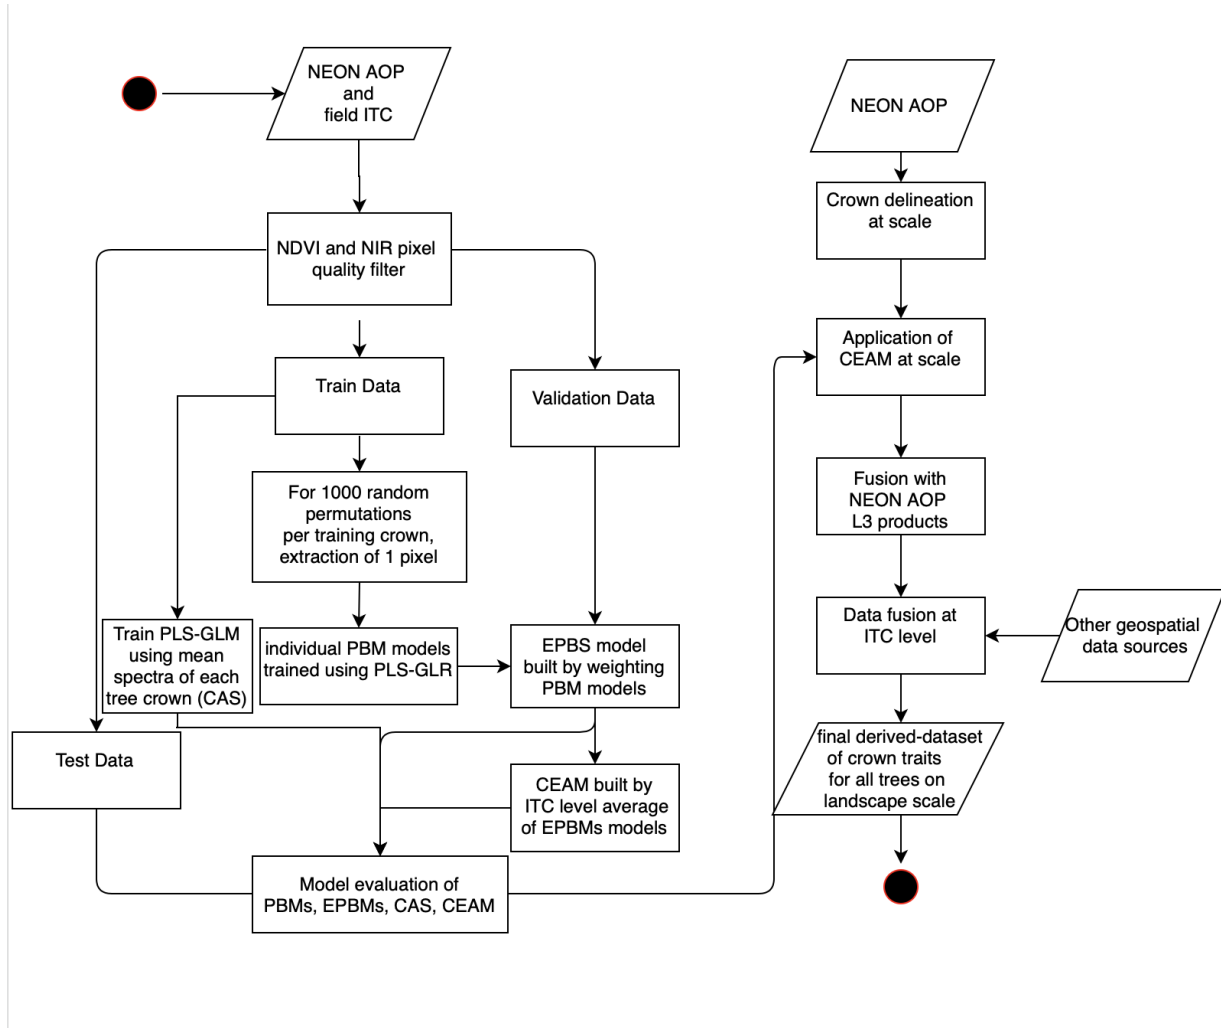 NEON AOP
and
field ITC
NDVI and NIR pixel
quality filter
Train Data
Validation Data
For 1000 random
permutations
per training crown,
extraction of 1 pixel
Train PLS-GLM
using mean
spectra of each
tree crown (CAS)
individual PBM models
trained using PLS-GLR
EPBS model
built by weighting
PBM models
Test Data
CEAM built by
ITC level average
of EPBMs models
Model evaluation of
PBMs, EPBMs, CAS, CEAM
NEON AOP
Crown delineation
at scale
Application of
CEAM at scale
Fusion with
NEON AOP
L3 products
Data fusion at
ITC level
Other geospatial
data sources
final derived-dataset
of crown traits
for all trees on
landscape scale